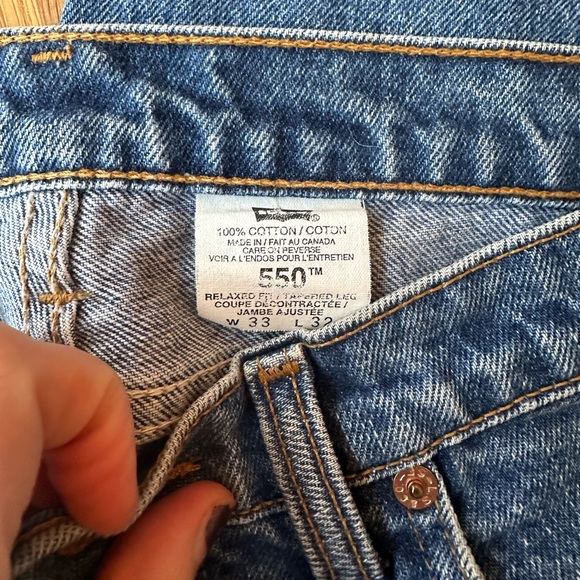 ®
100% COTTON / COTON
MADE IN / FAIT AU CANADA
CARE ON REVERSE
VOIR A L'ENDOS POUR L'ENTRETIEN
550™
RELAXED FIT / TAPERED LEG
COUPE DÉCONTRACTÉE /
JAMBE AJUSTÉE
W 33 L 32